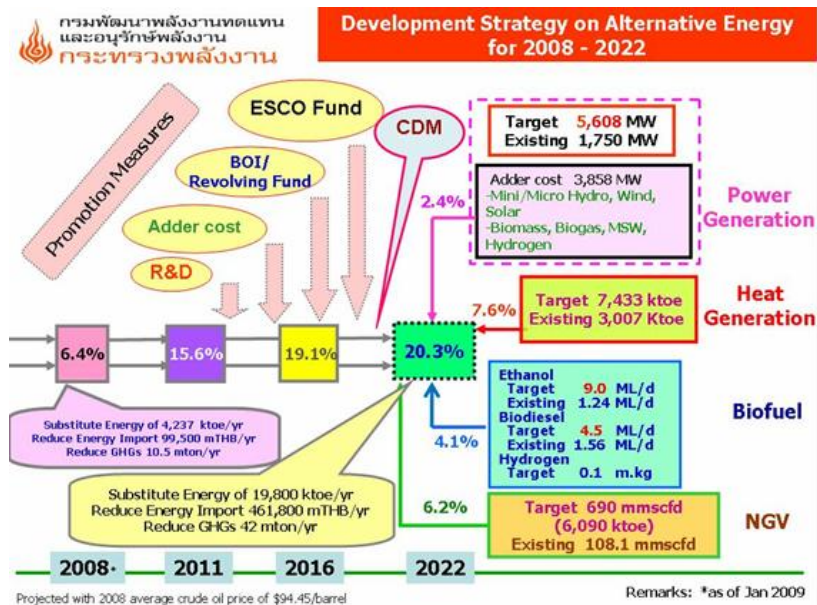 กรมพัฒนาพลังงานทดแทน
และอนุรักษ์พลังงาน
กระทรวงพลังงาน
Development Strategy on Alternative Energy
for 2008 - 2022
Promotion Measures
ESCO Fund
BOI/
Revolving Fund
Adder cost
R&D
CDM
Target 5,608 MW
Existing 1,750 MW
Adder cost 3,858 MW
-Mini/Micro Hydro, Wind,
Solar
-Biomass, Biogas, MSW,
Hydrogen
2.4%
Power
Generation
7.6%
Target 7,433 ktoe
Existing 3,007 Ktoe
Heat
Generation
6.4%
15.6%
19.1%
20.3%
Ethanol
Target 9.0 ML/d
Existing 1.24 ML/d
Biodiesel
Target 4.5 ML/d
Existing 1.56 ML/d
Hydrogen
Target 0.1 m.kg
4.1%
Biofuel
Substitute Energy of 4,237 ktoe/yr
Reduce Energy Import 99,500 mTHB/yr
Reduce GHGs 10.5 mton/yr
Substitute Energy of 19,800 ktoe/yr
Reduce Energy Import 461,800 mTHB/yr
Reduce GHGs 42 mton/yr
6.2%
Target 690 mmscfd
(6,090 ktoe)
Existing 108.1 mmscfd
NGV
2008*
2011
2016
2022
Projected with 2008 average crude oil price of $94.45/barrel
Remarks: *as of Jan 2009